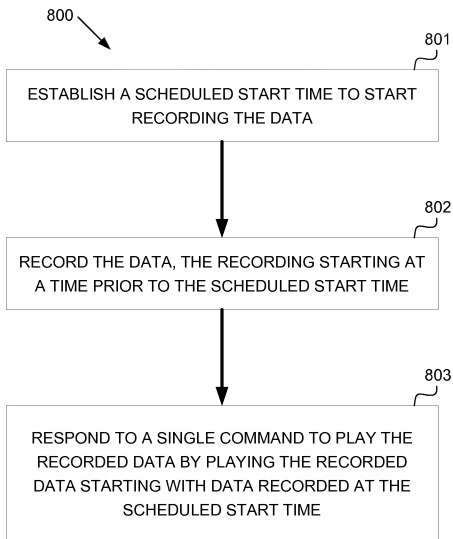 800
801
ESTABLISH A SCHEDULED START TIME TO START
RECORDING THE DATA
802
RECORD THE DATA, THE RECORDING STARTING AT
A TIME PRIOR TO THE SCHEDULED START TIME
803
RESPOND TO A SINGLE COMMAND TO PLAY THE
RECORDED DATA BY PLAYING THE RECORDED
DATA STARTING WITH DATA RECORDED AT THE
SCHEDULED START TIME